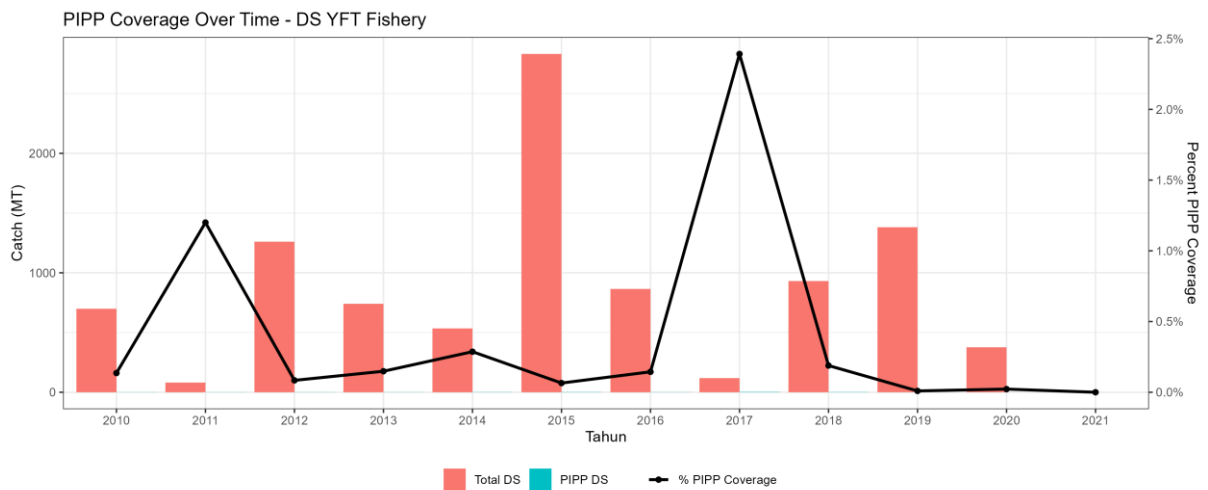 PIPP Coverage Over Time - DS YFT Fishery
Catch (MT)
2000
1000
0
2.5%
2.0%
1.5%
1.0%
0.5%
0.0%
Percent PIPP Coverage
2010 2011 2012 2013 2014 2015 2016 2017 2018 2019 2020 2021
Tahun
Total DS PIPP DS % PIPP Coverage